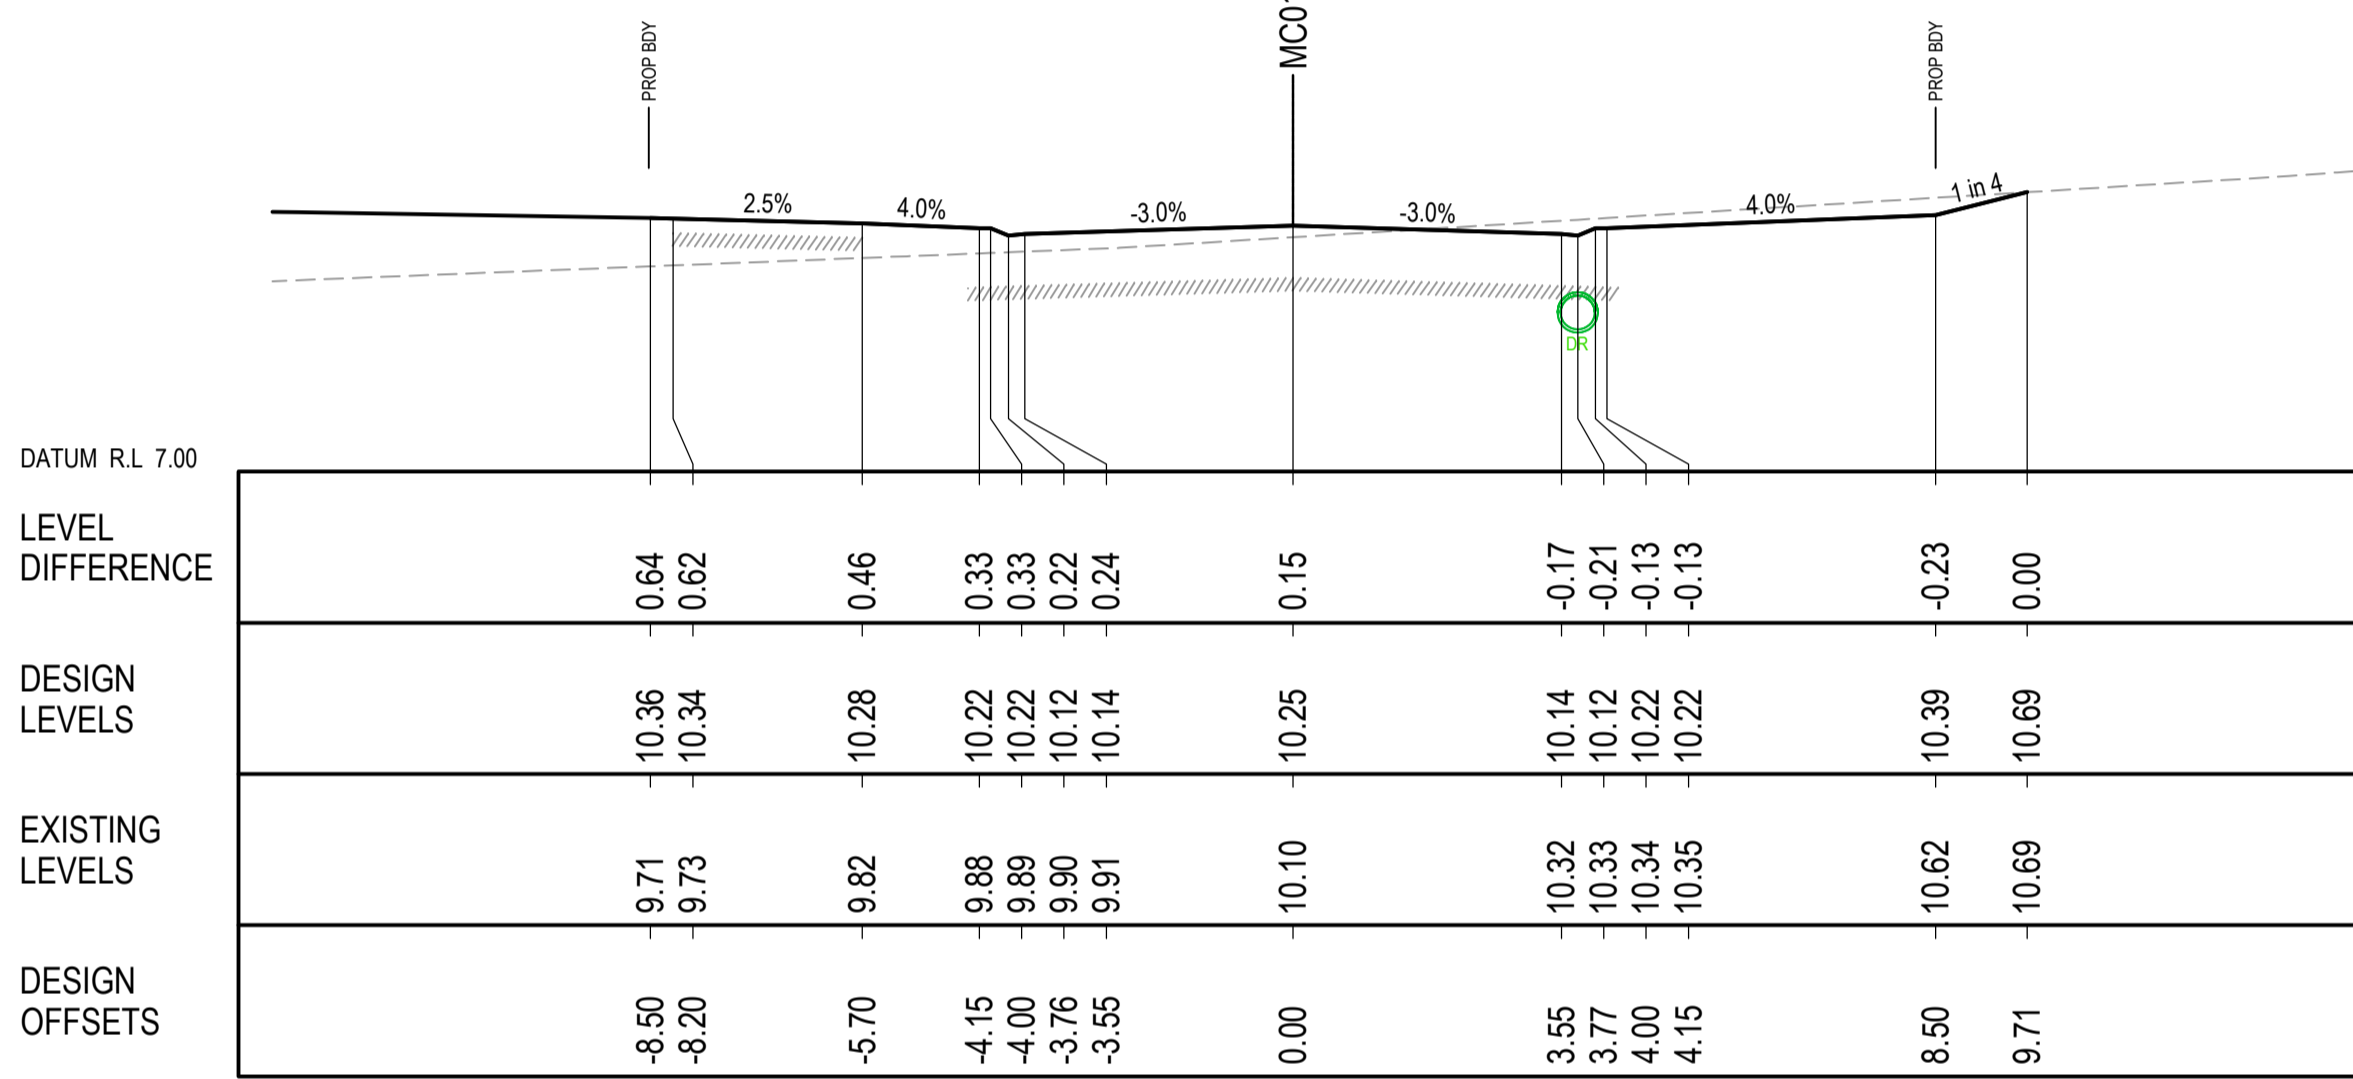 PROP BDY
MC01
PROP BDY
2.5%
4.0%
-3.0%
-3.0%
4.0%
1 in 4
DR
DATUM R.L 7.00
LEVEL
DIFFERENCE
0.64 0.62 0.46 0.33 0.33 0.22 0.24 0.15 -0.17 -0.21 -0.13 -0.13 -0.23 0.00
DESIGN
LEVELS
10.36 10.34 10.28 10.22 10.22 10.12 10.14 10.25 10.14 10.12 10.22 10.22 10.39 10.69
EXISTING
LEVELS
9.71 9.73 9.82 9.88 9.89 9.90 9.91 10.10 10.32 10.33 10.34 10.35 10.62 10.69
DESIGN
OFFSETS
-8.50 -8.20 -5.70 -4.15 -4.00 -3.76 -3.55 0.00 3.55 3.77 4.00 4.15 8.50 9.71